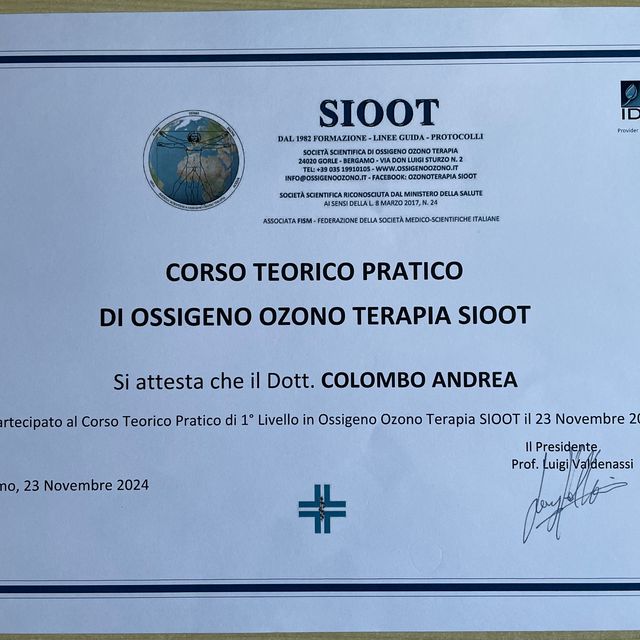 SIOOT
DAL 1982 FORMAZIONE - LINEE GUIDA - PROTOCOLLI
SOCIETÀ SCIENTIFICA DI OSSIGENO OZONO TERAPIA
24020 GORLE - BERGAMO - VIA DON LUIGI STURZO N. 2
TEL: +39 035 19910105 - WWW.OSSIGENOOZONO.IT
INFO@OSSIGENOOZONO.IT - FACEBOOK: OZONOTERAPIA SIOOT
SOCIETÀ SCIENTIFICA RICONOSCIUTA DAL MINISTERO DELLA SALUTE
AI SENSI DELLA L. 8 MARZO 2017, N. 24
ASSOCIATA FISM - FEDERAZIONE DELLA SOCIETÀ MEDICO-SCIENTIFICHE ITALIANE
ID
Provider
CORSO TEORICO PRATICO
DI OSSIGENO OZONO TERAPIA SIOOT
Si attesta che il Dott. COLOMBO ANDREA
artecipato al Corso Teorico Pratico di 1° Livello in Ossigeno Ozono Terapia SIOOT il 23 Novembre 20
Il Presidente
Prof. Luigi Valdenassi
mo, 23 Novembre 2024